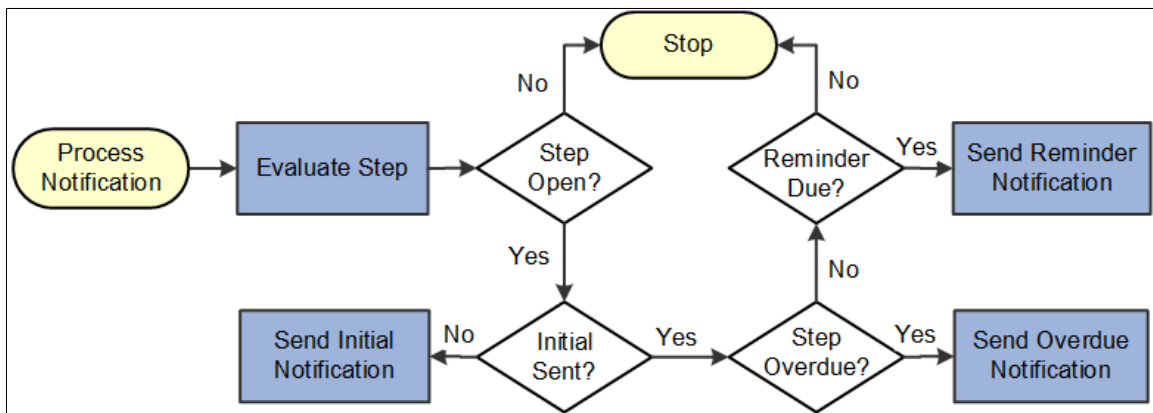 Stop
No
No
Process
Notification
Evaluate Step
Step
Open?
Reminder
Due?
Yes
Send Reminder
Notification
Yes
No
Send Initial
Notification
No
Initial
Sent?
Yes
Step
Overdue?
Yes
Send Overdue
Notification